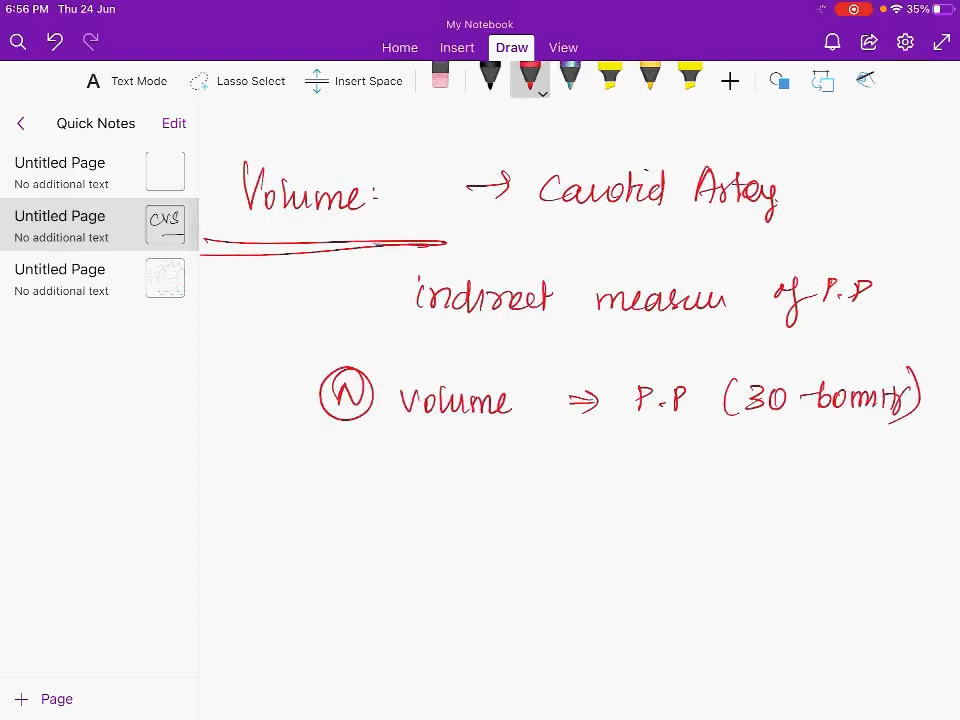 6:56 PM Thu 24 Jun
35%
My Notebook
Home Insert Draw View
Text Mode Lasso Select Insert Space
Quick Notes Edit
Untitled Page
No additional text
Untitled Page
No additional text
CNS
Untitled Page
No additional text
+ Page
Volume: → Carotid Artery
indirect measur of P.P
N volume ⇒ P.P (30-60mmHg)